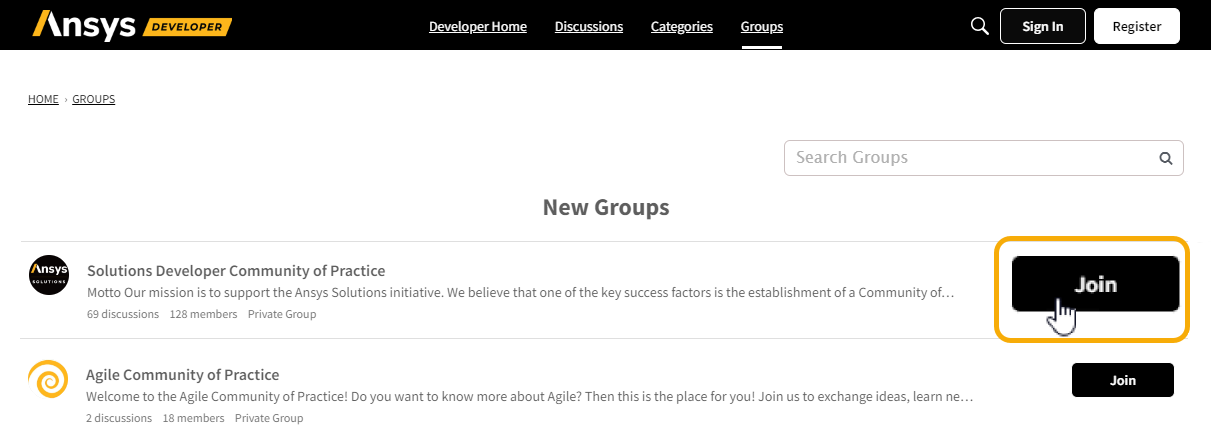 Ansys DEVELOPER Developer Home Discussions Categories Groups Sign In Register
HOME › GROUPS
Search Groups
New Groups
Ansys SOLUTIONS
Solutions Developer Community of Practice
Motto Our mission is to support the Ansys Solutions initiative. We believe that one of the key success factors is the establishment of a Community of…
69 discussions 128 members Private Group
Join
Agile Community of Practice
Welcome to the Agile Community of Practice! Do you want to know more about Agile? Then this is the place for you! Join us to exchange ideas, learn ne…
2 discussions 18 members Private Group
Join